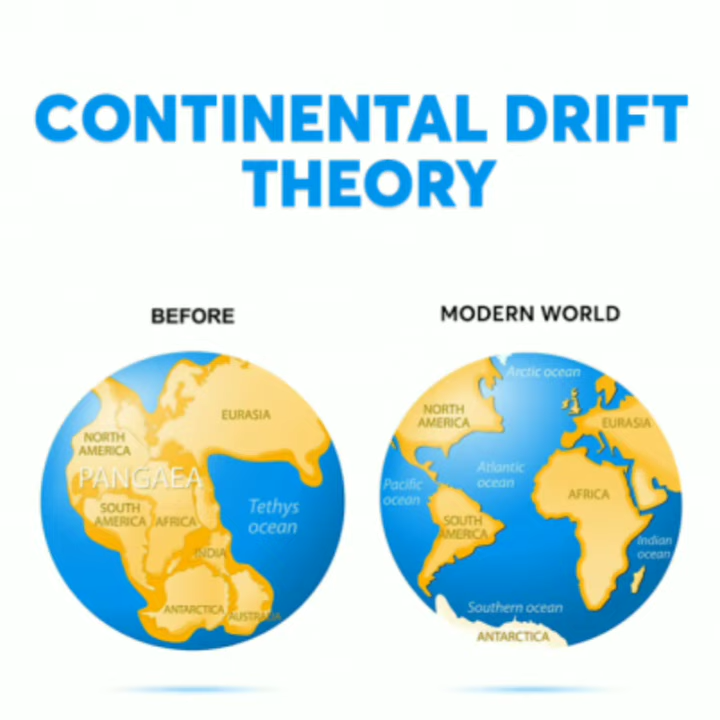 CONTINENTAL DRIFT
THEORY
BEFORE
MODERN WORLD
EURASIA
NORTH
AMERICA
PANGAEA
SOUTH
AMERICA
AFRICA
Tethys
ocean
INDIA
ANTARCTICA
AUSTRALIA
Arctic ocean
NORTH
AMERICA
EURASIA
Atlantic
ocean
Pacific
ocean
AFRICA
SOUTH
AMERICA
Indian
ocean
Southern ocean
ANTARCTICA